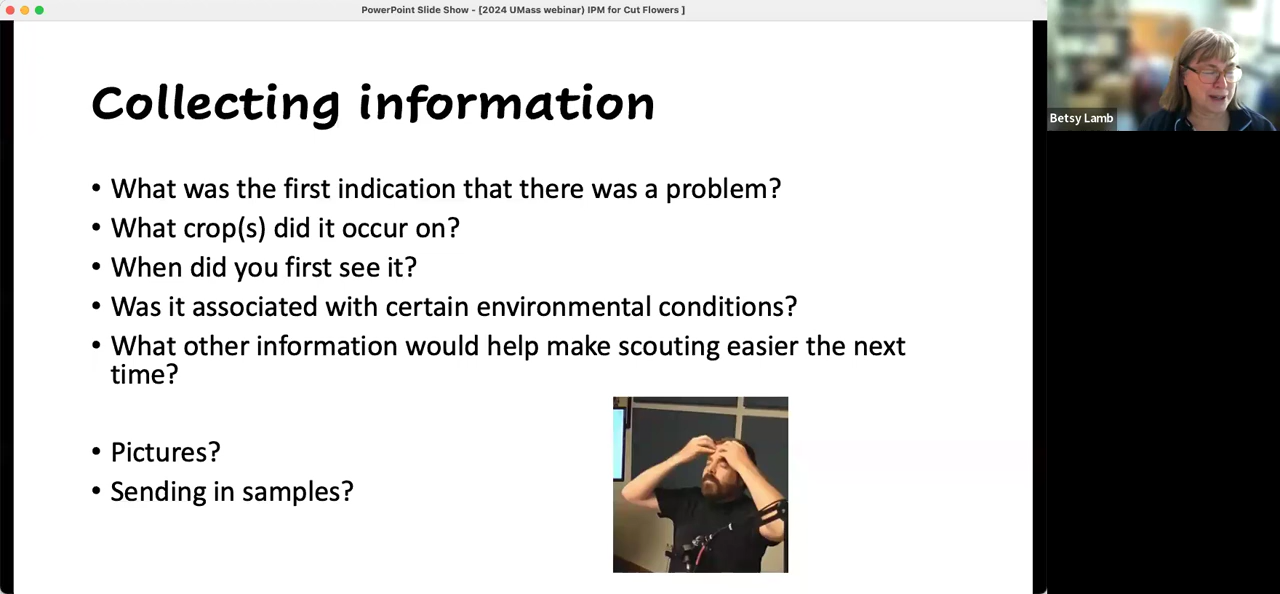 PowerPoint Slide Show - [2024 UMass webinar) IPM for Cut Flowers ]
Collecting information
• What was the first indication that there was a problem?
• What crop(s) did it occur on?
• When did you first see it?
• Was it associated with certain environmental conditions?
• What other information would help make scouting easier the next
time?
• Pictures?
• Sending in samples?
Betsy Lamb